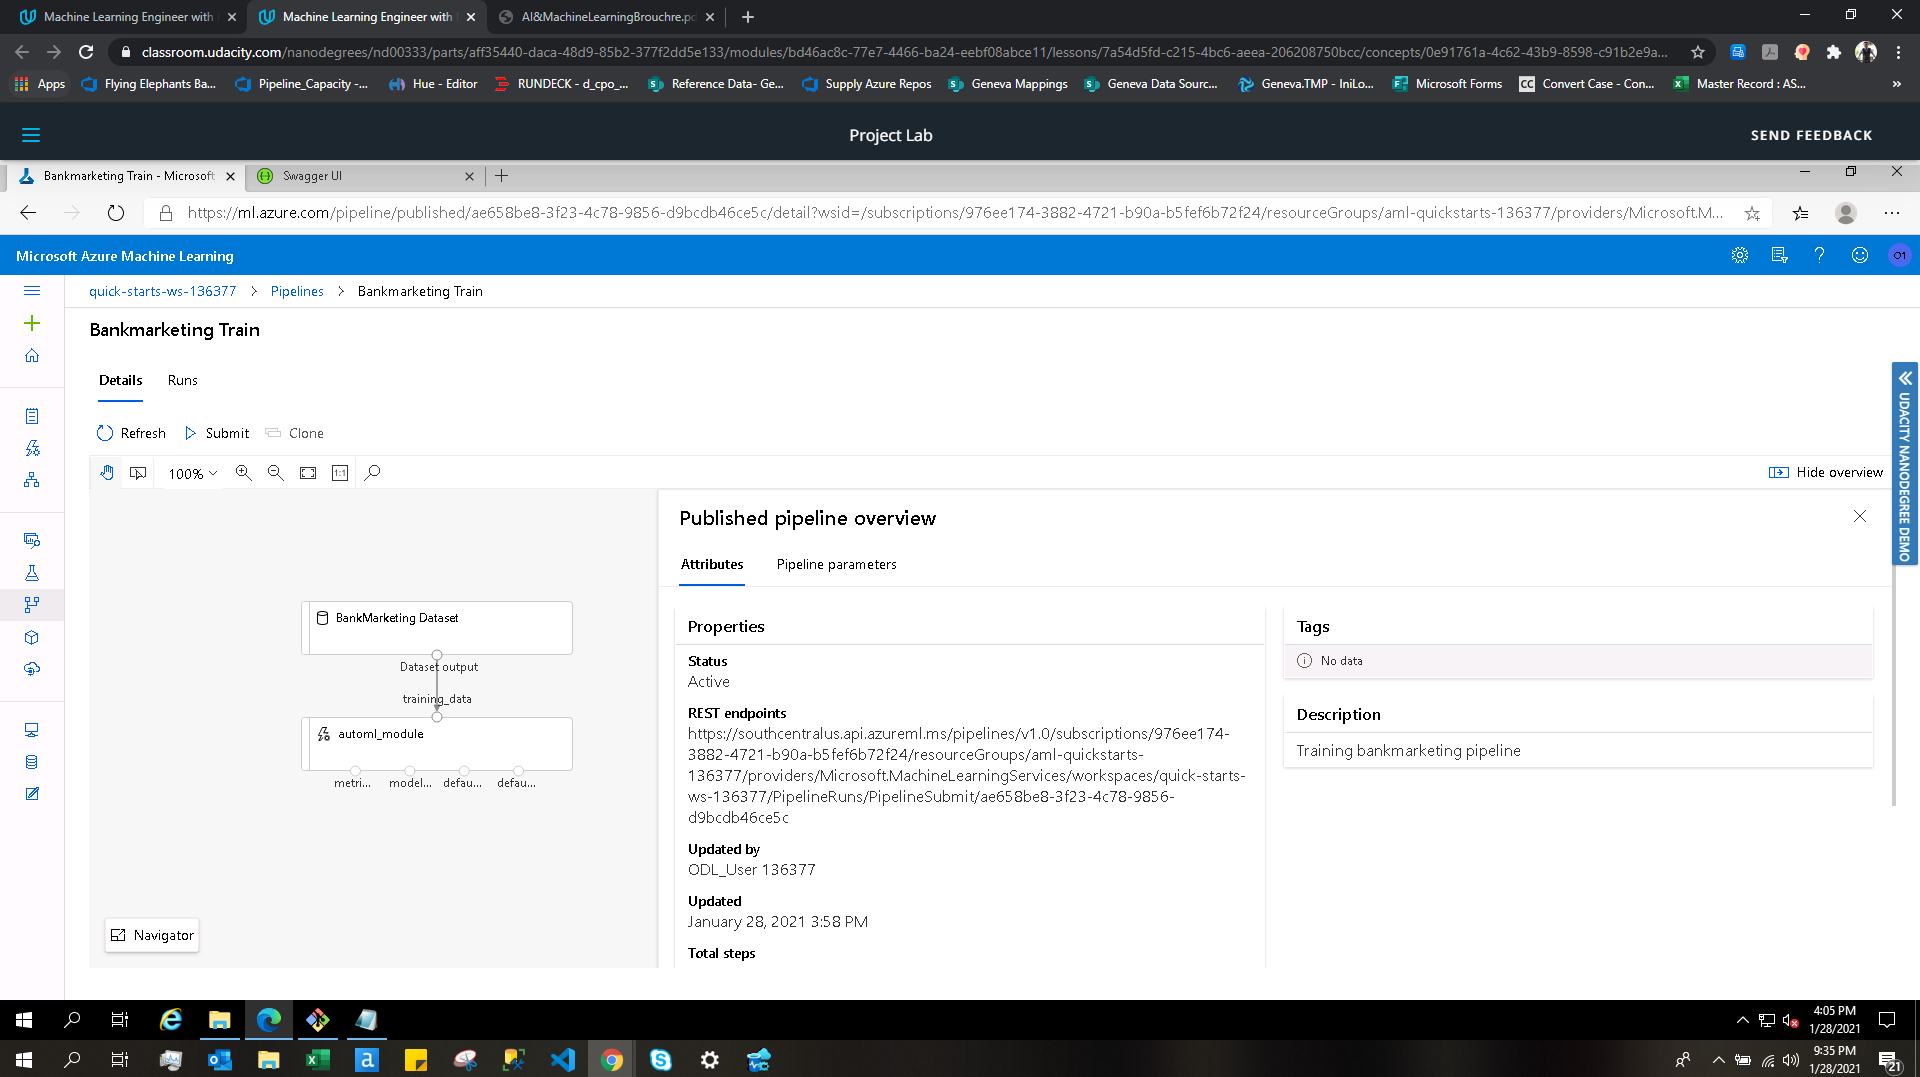 Machine Learning Engineer with
Machine Learning Engineer with
AI&MachineLearningBrouchre.pd
classroom.udacity.com/nanodegrees/nd00333/parts/aff35440-daca-48d9-85b2-377f2dd5e133/modules/bd46ac8c-77e7-4466-ba24-eebf08abce11/lessons/7a54d5fd-c215-4bc6-aeea-206208750bcc/concepts/0e91761a-4c62-43b9-8598-c91b2e9a...
Apps
Flying Elephants Ba...
Pipeline_Capacity -...
Hue - Editor
RUNDECK - d_cpo_...
Reference Data- Ge...
Supply Azure Repos
Geneva Mappings
Geneva Data Sourc...
Geneva.TMP - IniLo...
Microsoft Forms
CC
Convert Case - Con...
Master Record : AS...
»
Project Lab
SEND FEEDBACK
Bankmarketing Train - Microsoft
Swagger UI
https://ml.azure.com/pipeline/published/ae658be8-3f23-4c78-9856-d9bcdb46ce5c/detail?wsid=/subscriptions/976ee174-3882-4721-b90a-b5fef6b72f24/resourceGroups/aml-quickstarts-136377/providers/Microsoft.M...
Microsoft Azure Machine Learning
O1
quick-starts-ws-136377 > Pipelines > Bankmarketing Train
Bankmarketing Train
Details
Runs
Refresh
Submit
Clone
100%
1:1
Hide overview
UDACITY NANODEGREE DEMO
Published pipeline overview
Attributes
Pipeline parameters
BankMarketing Dataset
Dataset output
training_data
automl_module
metri...
model...
defau...
defau...
Navigator
Properties
Status
Active
REST endpoints
https://southcentralus.api.azureml.ms/pipelines/v1.0/subscriptions/976ee174-
3882-4721-b90a-b5fef6b72f24/resourceGroups/aml-quickstarts-
136377/providers/Microsoft.MachineLearningServices/workspaces/quick-starts-
ws-136377/PipelineRuns/PipelineSubmit/ae658be8-3f23-4c78-9856-
d9bcdb46ce5c
Updated by
ODL_User 136377
Updated
January 28, 2021 3:58 PM
Total steps
Tags
No data
Description
Training bankmarketing pipeline
4:05 PM
1/28/2021
9:35 PM
1/28/2021
21